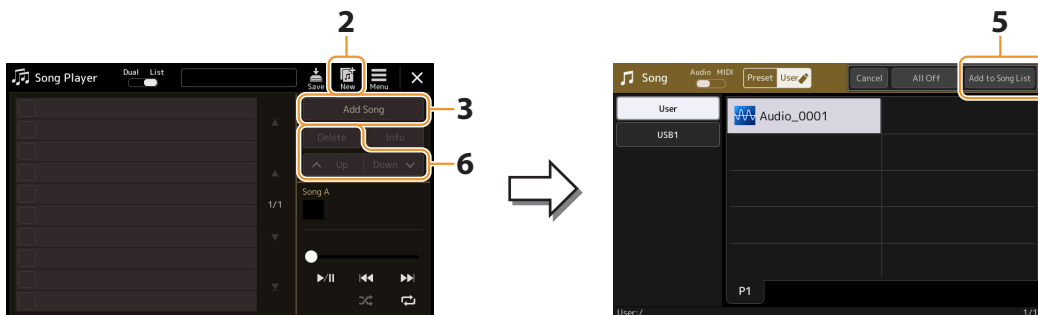 2
5
Song Player
Dual List
Save
New
Menu
Add Song
3
Delete
Info
Up
Down
6
Song A
1/1
Song
Audio MIDI
Preset
User
Cancel
All Off
Add to Song List
User
USB1
Audio_0001
P1
User:/
1/1